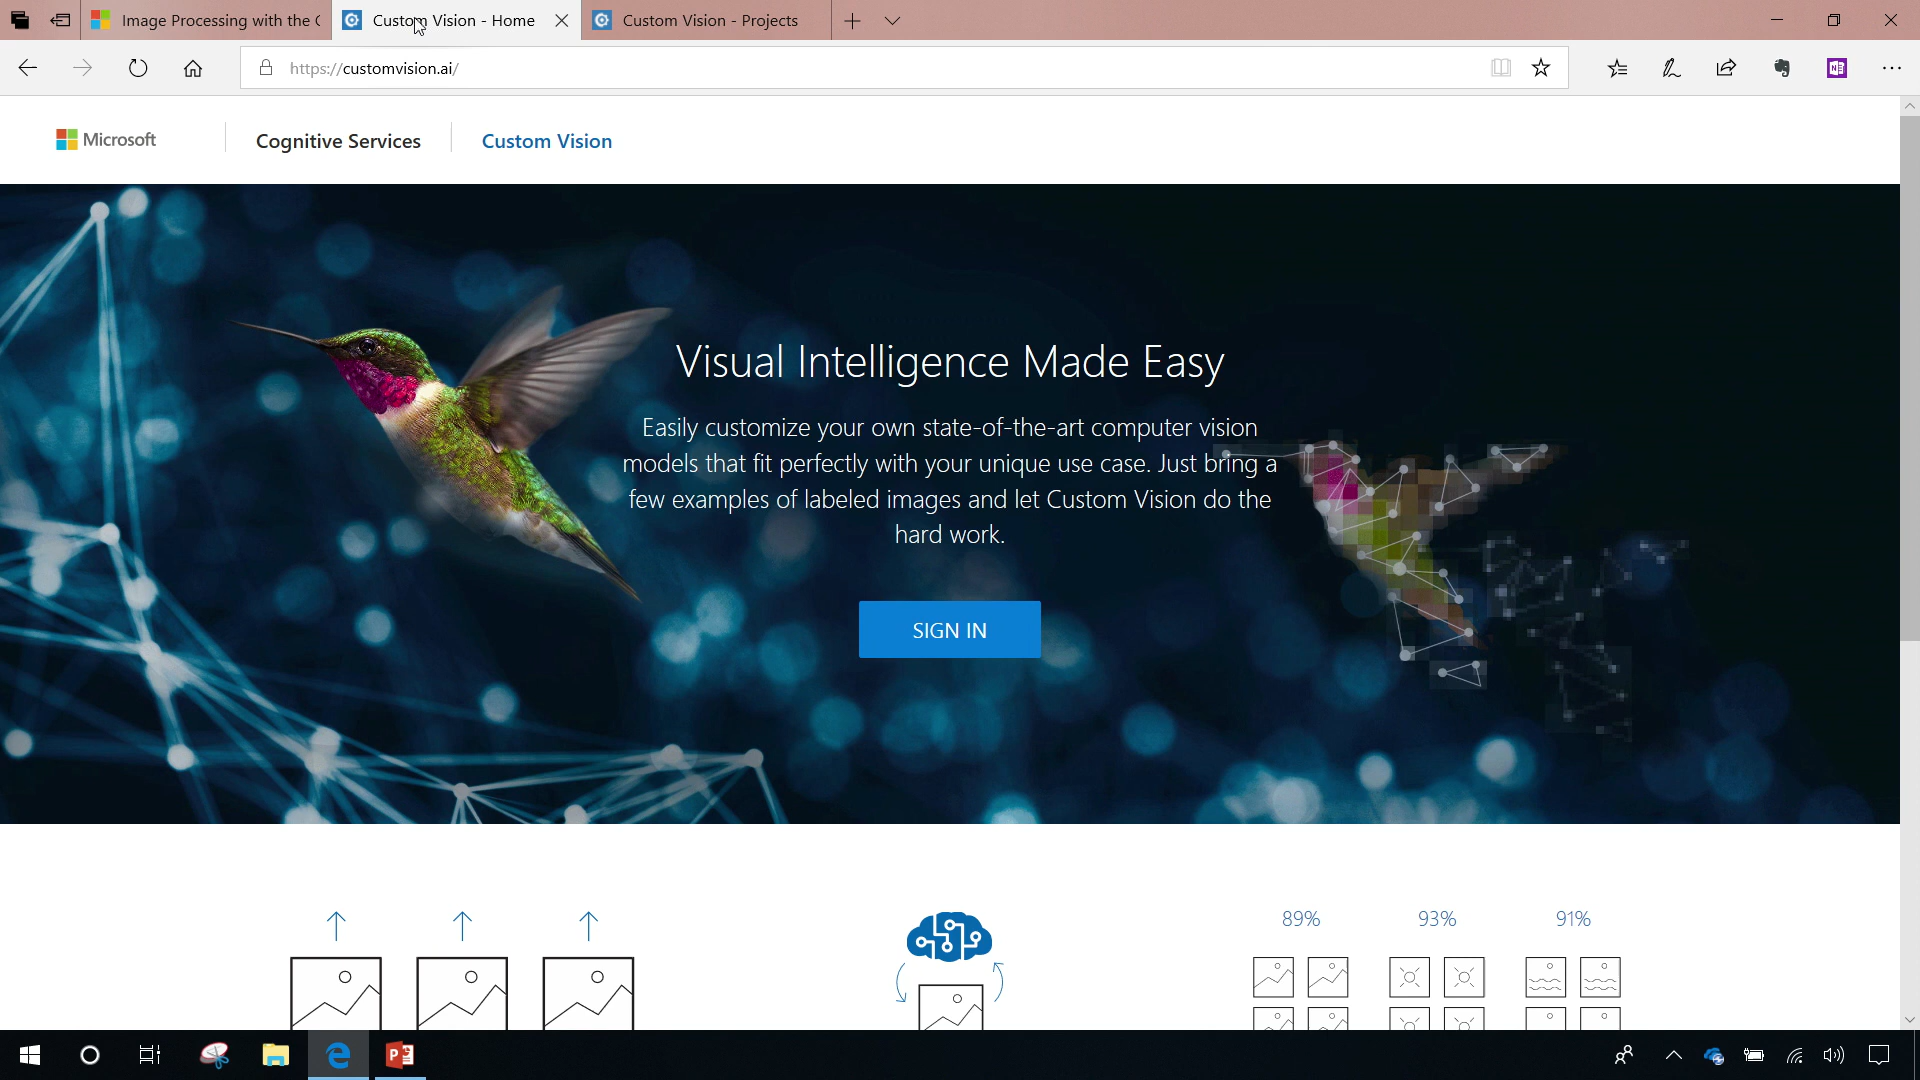 Image Processing with the
Custom Vision - Home
Custom Vision - Projects
https://customvision.ai/
Microsoft
Cognitive Services
Custom Vision
Visual Intelligence Made Easy
Easily customize your own state-of-the-art computer vision
models that fit perfectly with your unique use case. Just bring a
few examples of labeled images and let Custom Vision do the
hard work.
SIGN IN
89%
93%
91%